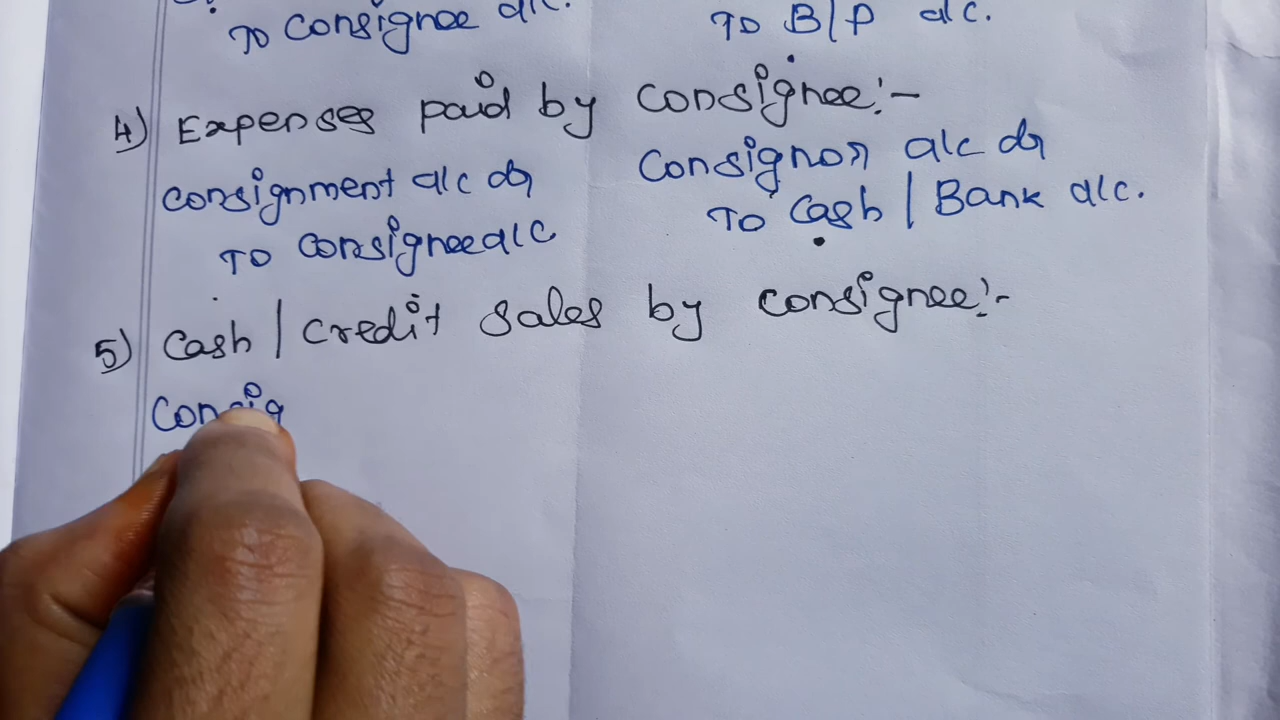 To consignee a/c.
To B/P a/c.
4) Expenses paid by consignee:-
consignment a/c dr
To consignee a/c
consignor a/c dr
To cash / Bank a/c.
5) Cash / credit sales by consignee:-
Consig